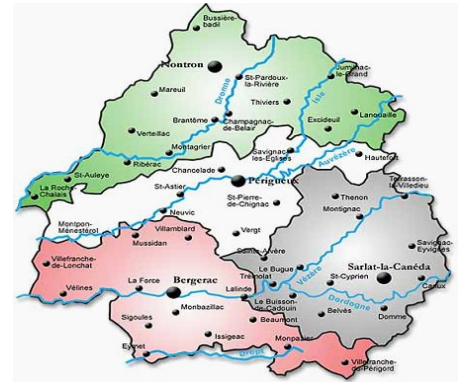 Bussière-
badil
Nontron
St-Pardoux
la-Rivière
Jumilhac-
le-Grand
Mareuil
Dronne
Thiviers
Isle
Lanouaille
Brantôme
Champagnac
de-Belair
Excideuil
Verteillac
Montagrier
Savignac
les-Eglises
Auvézère
Hautefort
Ribérac
Chancelade
St-Auleye
La Roche
Chalais
St-Astier
Périgueux
Terrasson
la-Villedieu
St-Pierre
de-Chignac
Thenon
Montignac
Neuvic
Montpon-
Ménestérol
Villamblard
Vergt
Mussidan
Sainte-Alvère
Savignac-
Eyvignes
Villefranche-
de-Lonchat
Le Bugue
Vézère
Sarlat-la-Canéda
Trémolat
St-Cyprien
Carlux
Vélines
La Force
Bergerac
Lalinde
Le Buisson-
de-Cadouin
Dordogne
Domme
Monbazillac
Belvès
Sigoules
Beaumont
Issigeac
Eymet
Dropt
Monpazier
Villefranche-
du-Périgord